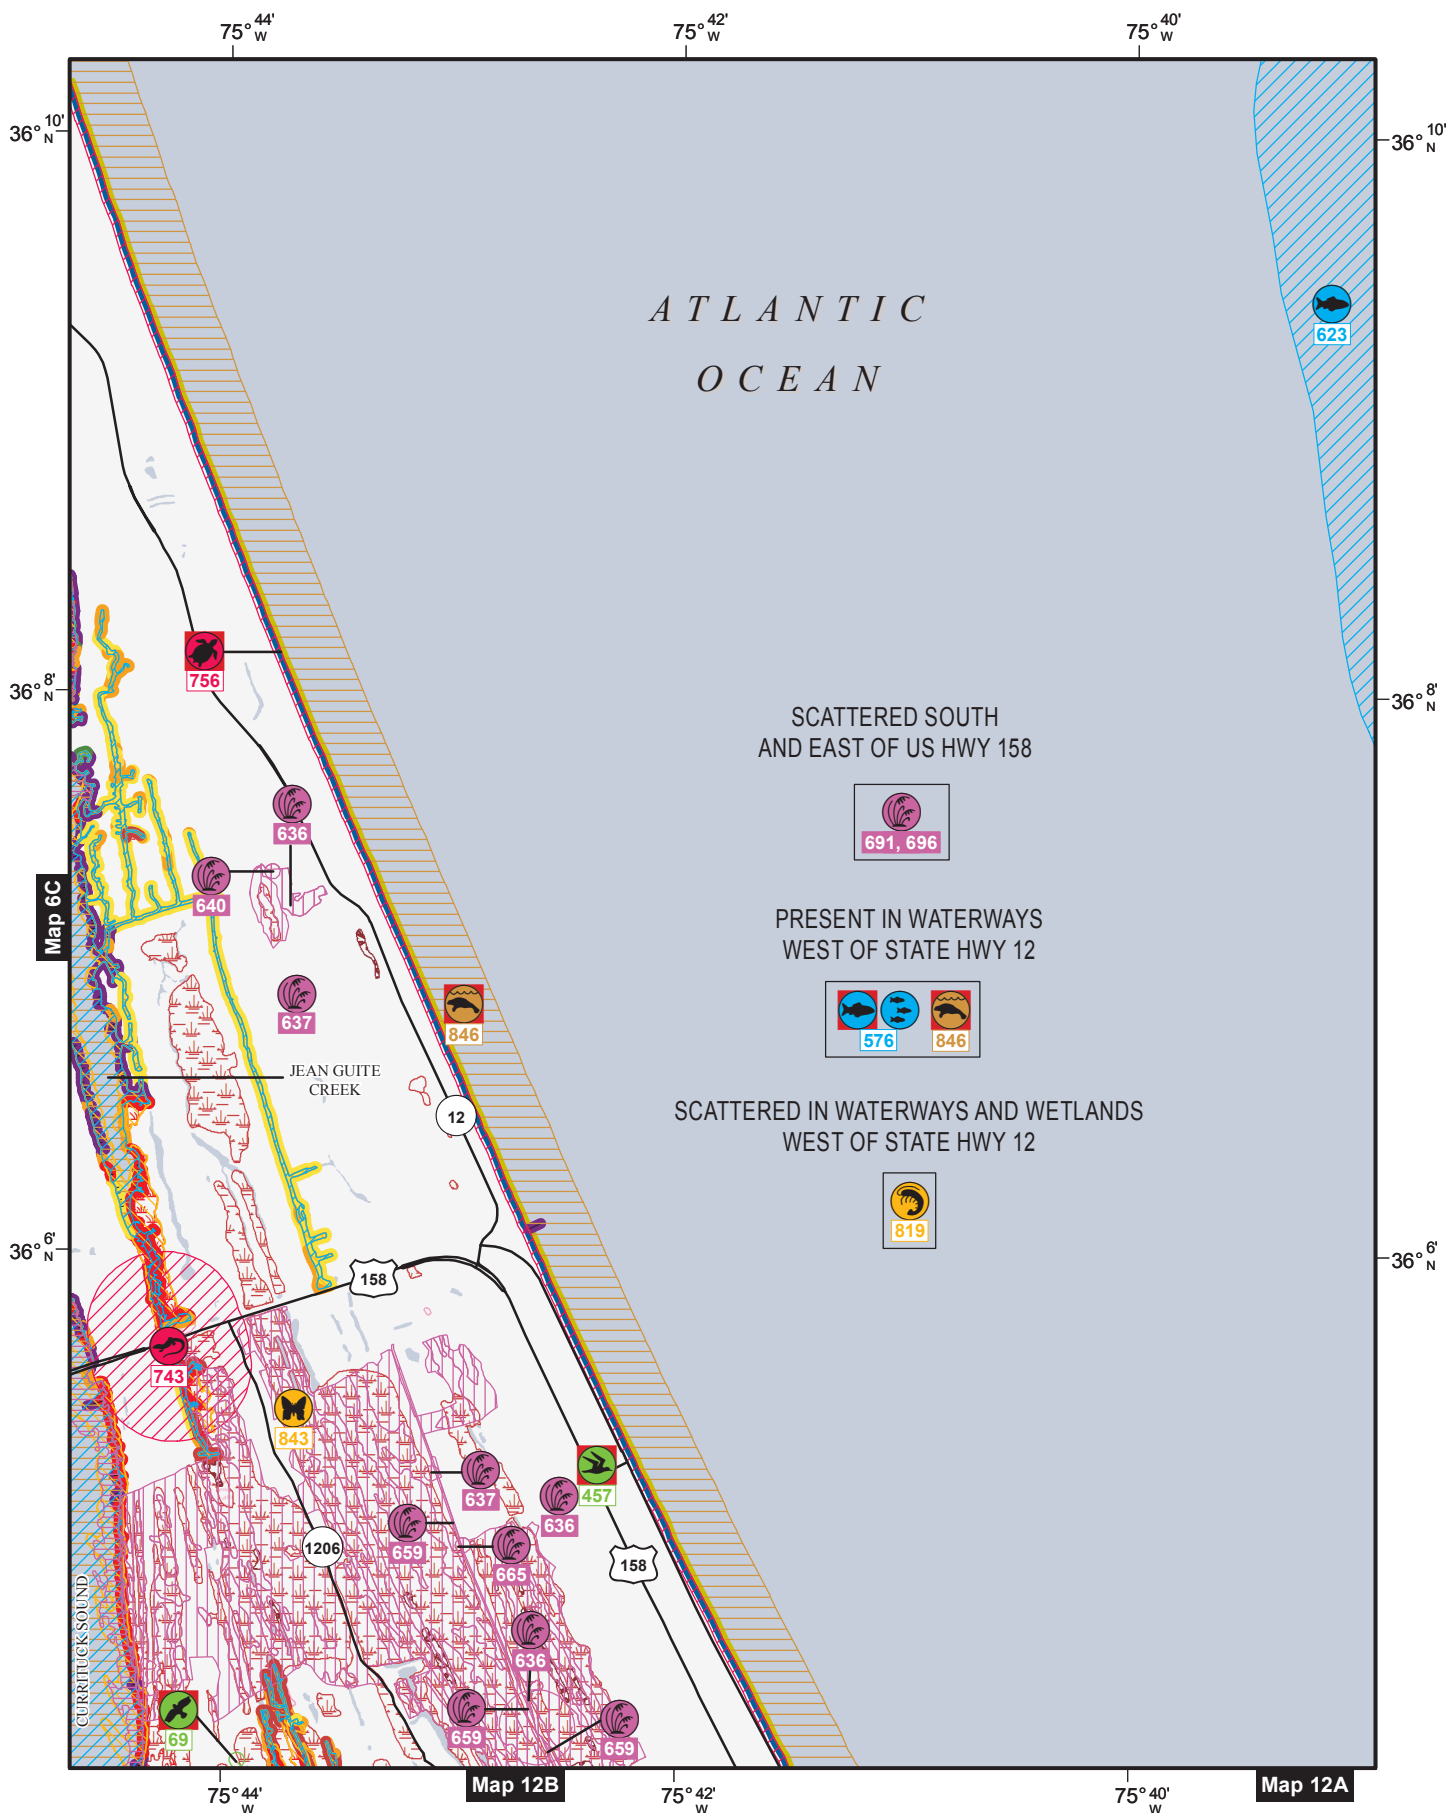 75° 44' W
75° 42' W
75° 40' W
36° 10' N
36° 10' N
ATLANTIC
OCEAN
623
756
36° 8' N
36° 8' N
SCATTERED SOUTH
AND EAST OF US HWY 158
691, 696
636
640
Map 6C
PRESENT IN WATERWAYS
WEST OF STATE HWY 12
637
846
576
846
JEAN GUITE
CREEK
12
SCATTERED IN WATERWAYS AND WETLANDS
WEST OF STATE HWY 12
819
36° 6' N
36° 6' N
158
743
843
637
636
457
659
665
1206
158
CURRITUCK SOUND
636
69
659
659
Map 12B
Map 12A
75° 44' W
75° 42' W
75° 40' W